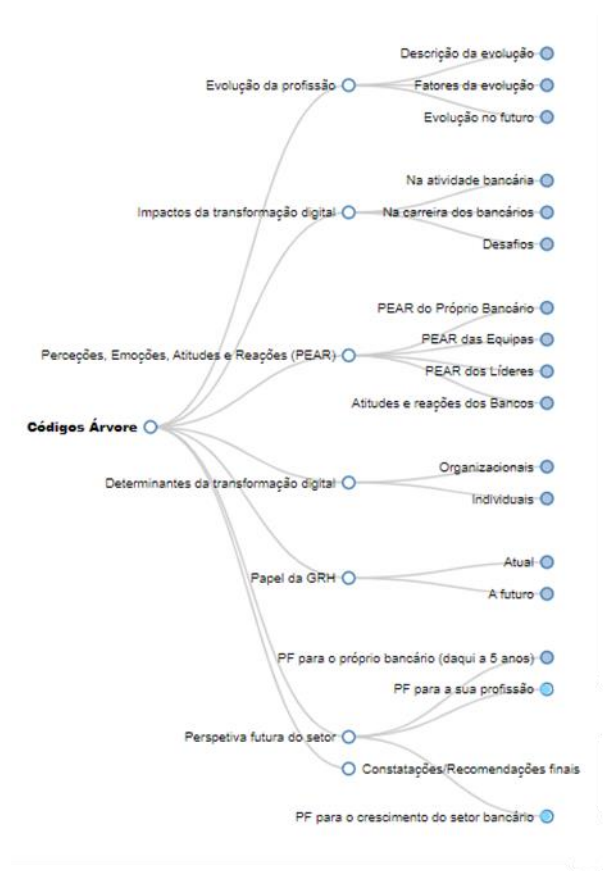 Descrição da evolução
Evolução da profissão
Fatores da evolução
Evolução no futuro
Na atividade bancária
Impactos da transformação digital
Na carreira dos bancários
Desafios
PEAR do Próprio Bancário
PEAR das Equipas
Perceções, Emoções, Atitudes e Reações (PEAR)
PEAR dos Líderes
Atitudes e reações dos Bancos
Códigos Árvore
Organizacionais
Determinantes da transformação digital
Individuais
Atual
Papel da GRH
A futuro
PF para o próprio bancário (daqui a 5 anos)
PF para a sua profissão
Perspetiva futura do setor
Constatações/Recomendações finais
PF para o crescimento do setor bancário